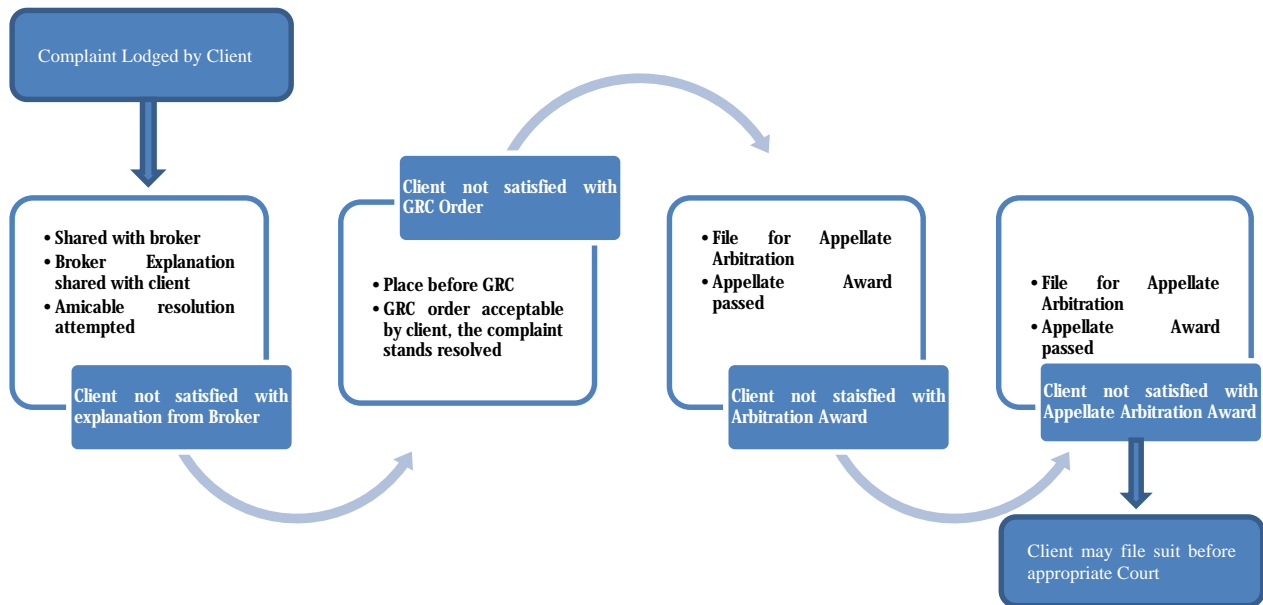 Complaint Lodged by Client
• Shared with broker
• Broker Explanation
shared with client
• Amicable resolution
attempted
Client not satisfied with
explanation from Broker
Client not satisfied with
GRC Order
• Place before GRC
• GRC order acceptable
by client, the complaint
stands resolved
• File for Appellate
Arbitration
• Appellate Award
passed
Client not staisfied with
Arbitration Award
• File for Appellate
Arbitration
• Appellate Award
passed
Client not satisfied with
Appellate Arbitration Award
Client may file suit before
appropriate Court